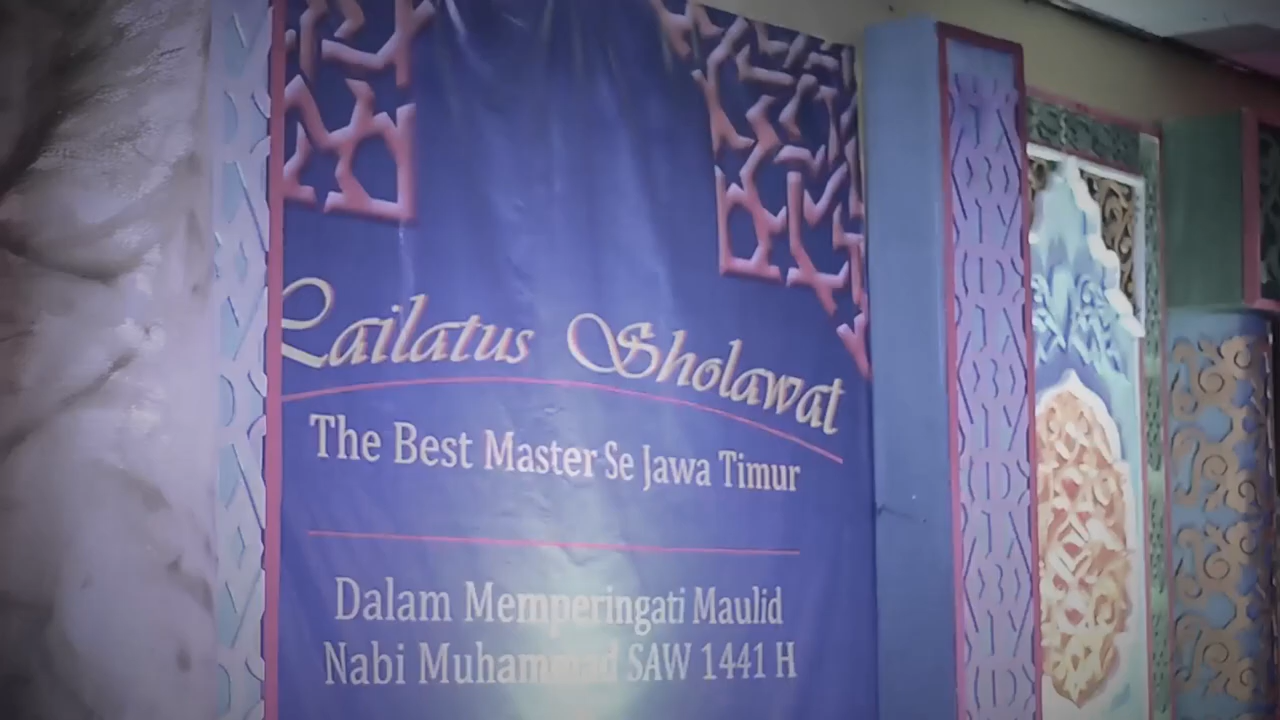 Lailatus Sholawat
The Best Master Se Jawa Timur
Dalam Memperingati Maulid
Nabi Muhammad SAW 1441 H